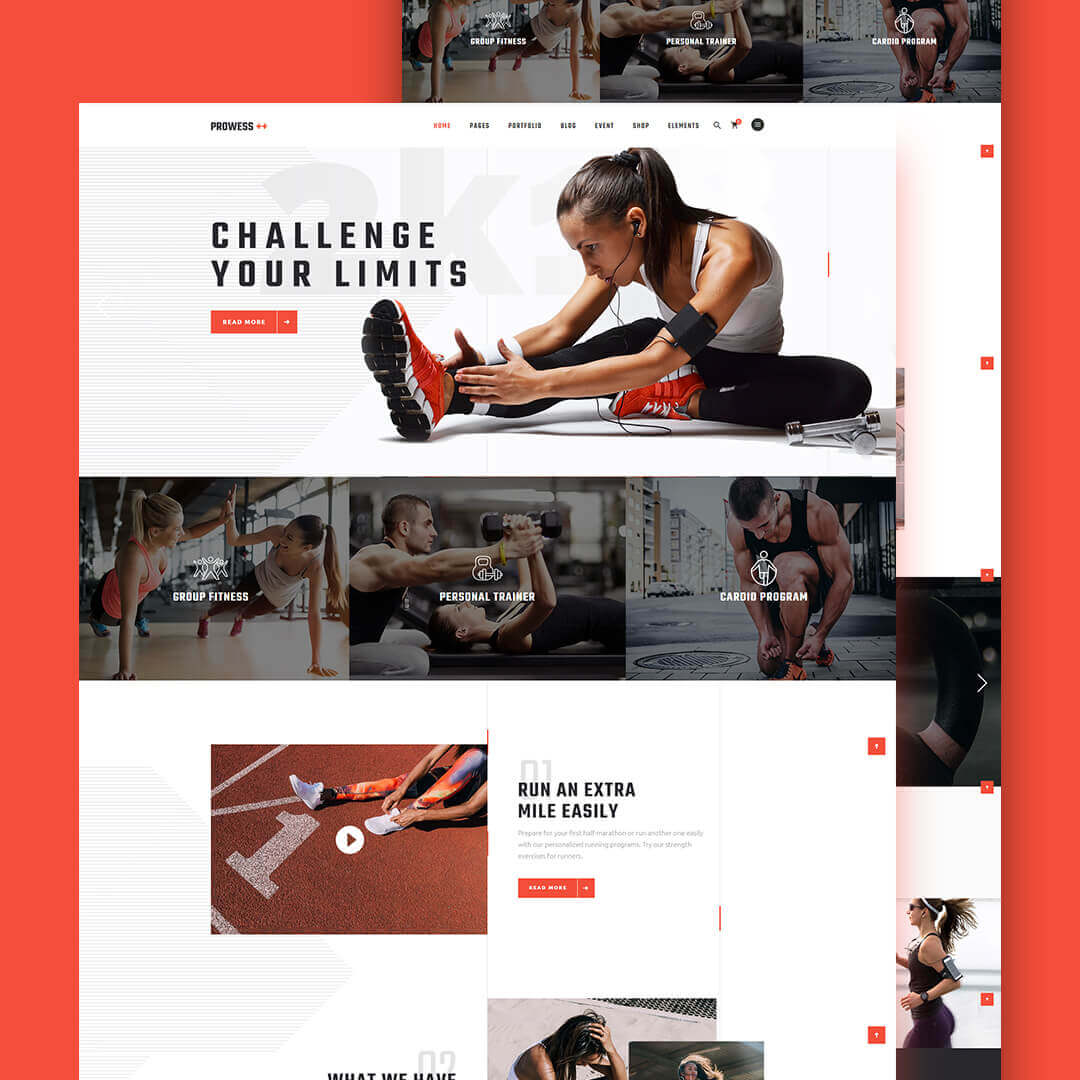 GROUP FITNESS PERSONAL TRAINER CARDIO PROGRAM
PROWESS HOME PAGES PORTFOLIO BLOG EVENT SHOP ELEMENTS
CHALLENGE
YOUR LIMITS
READ MORE
GROUP FITNESS PERSONAL TRAINER CARDIO PROGRAM
1
01
RUN AN EXTRA
MILE EASILY
Prepare for your first half-marathon or run another one easily
with our personalized running programs. Try our strength
exercises for runners.
READ MORE
02
WHAT WE HAVE